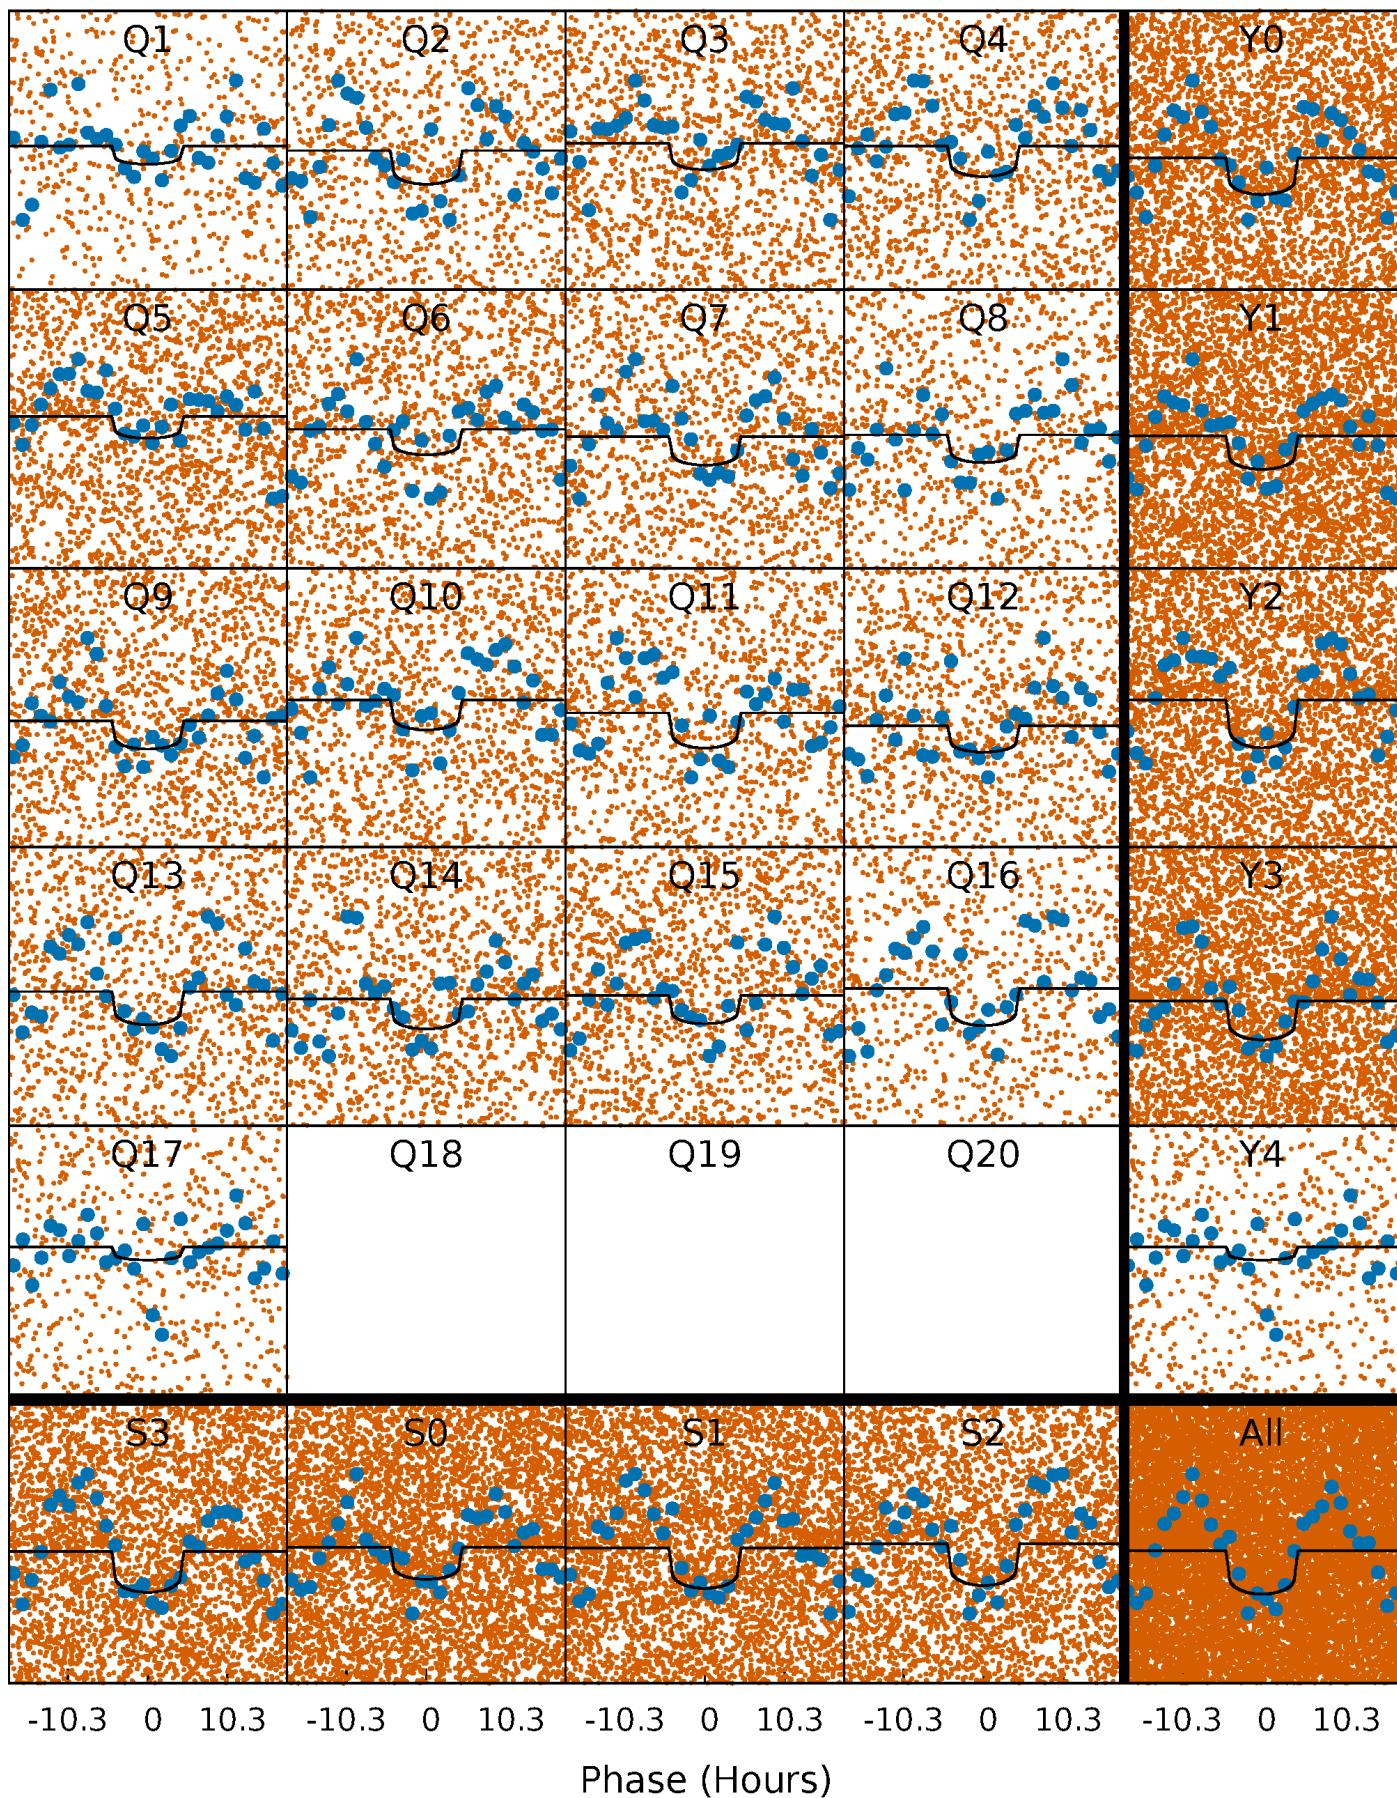 Q1 Q2 Q3 Q4 Y0
Q5 Q6 Q7 Q8 Y1
Q9 Q10 Q11 Q12 Y2
Q13 Q14 Q15 Q16 Y3
Q17 Q18 Q19 Q20 Y4
S3 S0 S1 S2 All
-10.3 0 10.3 -10.3 0 10.3 -10.3 0 10.3 -10.3 0 10.3 -10.3 0 10.3
Phase (Hours)